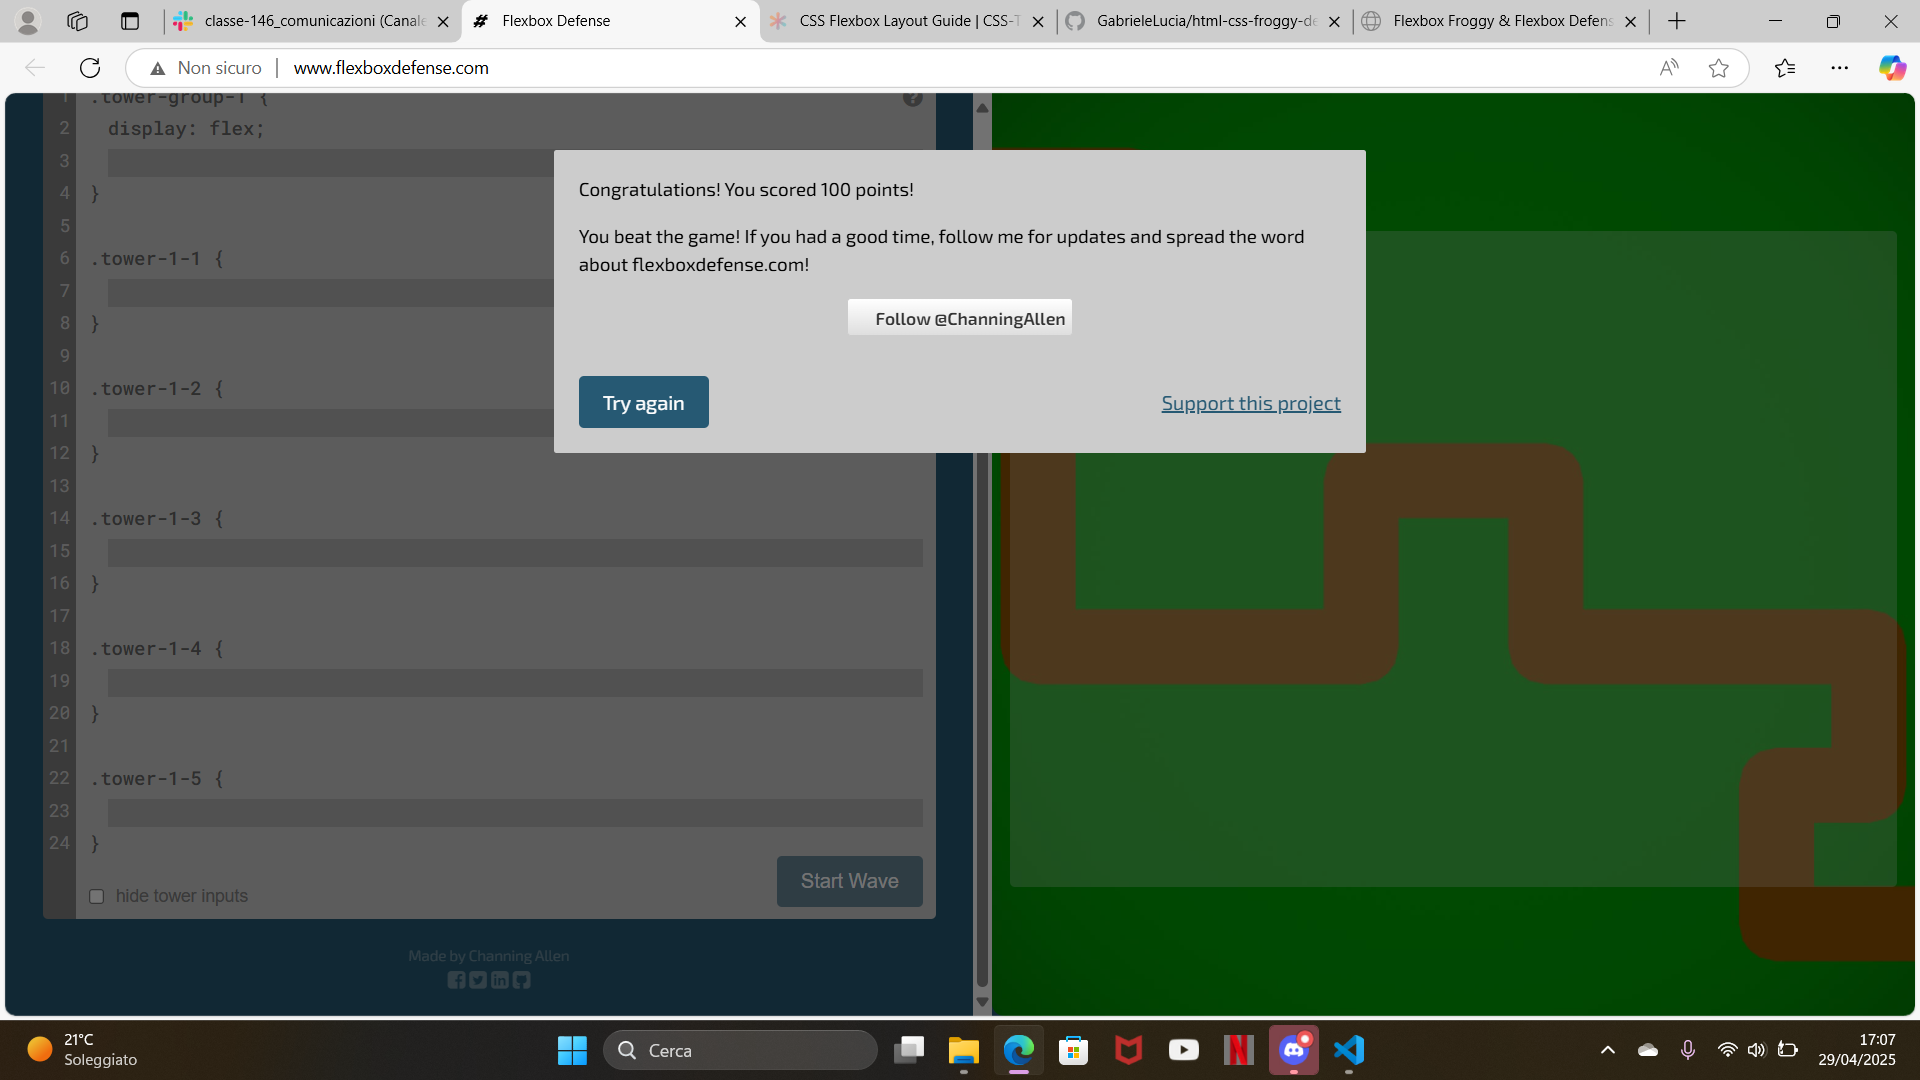 classe-146_comunicazioni (Canale
Flexbox Defense
CSS Flexbox Layout Guide | CSS-T
GabrieleLucia/html-css-froggy-de
Flexbox Froggy & Flexbox Defens
Non sicuro
www.flexboxdefense.com
1 .tower-group-1 {
2 display: flex;
3
4 }
5
6 .tower-1-1 {
7
8 }
9
10 .tower-1-2 {
11
12 }
13
14 .tower-1-3 {
15
16 }
17
18 .tower-1-4 {
19
20 }
21
22 .tower-1-5 {
23
24 }
hide tower inputs
Start Wave
Made by Channing Allen
Congratulations! You scored 100 points!
You beat the game! If you had a good time, follow me for updates and spread the word
about flexboxdefense.com!
Follow @ChanningAllen
Try again
Support this project
21°C
Soleggiato
Cerca
17:07
29/04/2025